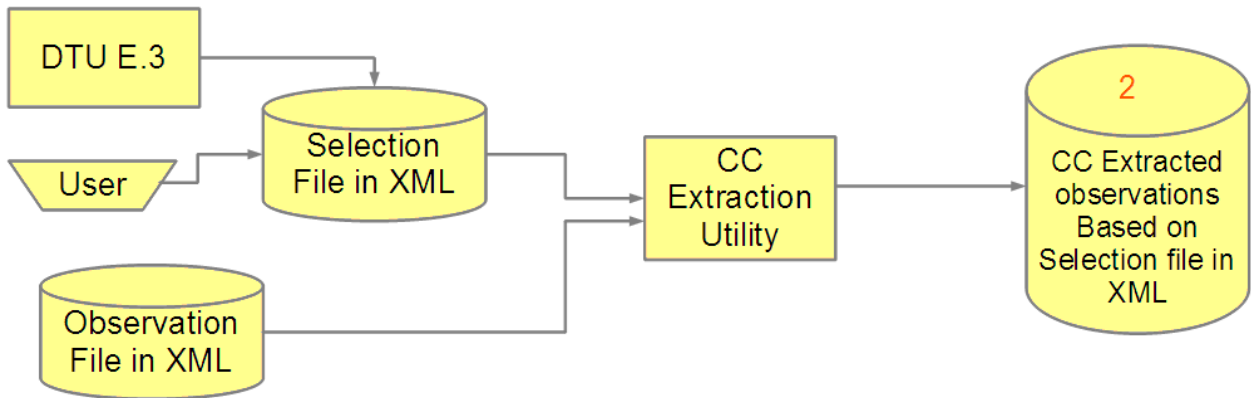 DTU E.3
Selection
File in XML
User
Observation
File in XML
CC
Extraction
Utility
2
CC Extracted
observations
Based on
Selection file in
XML